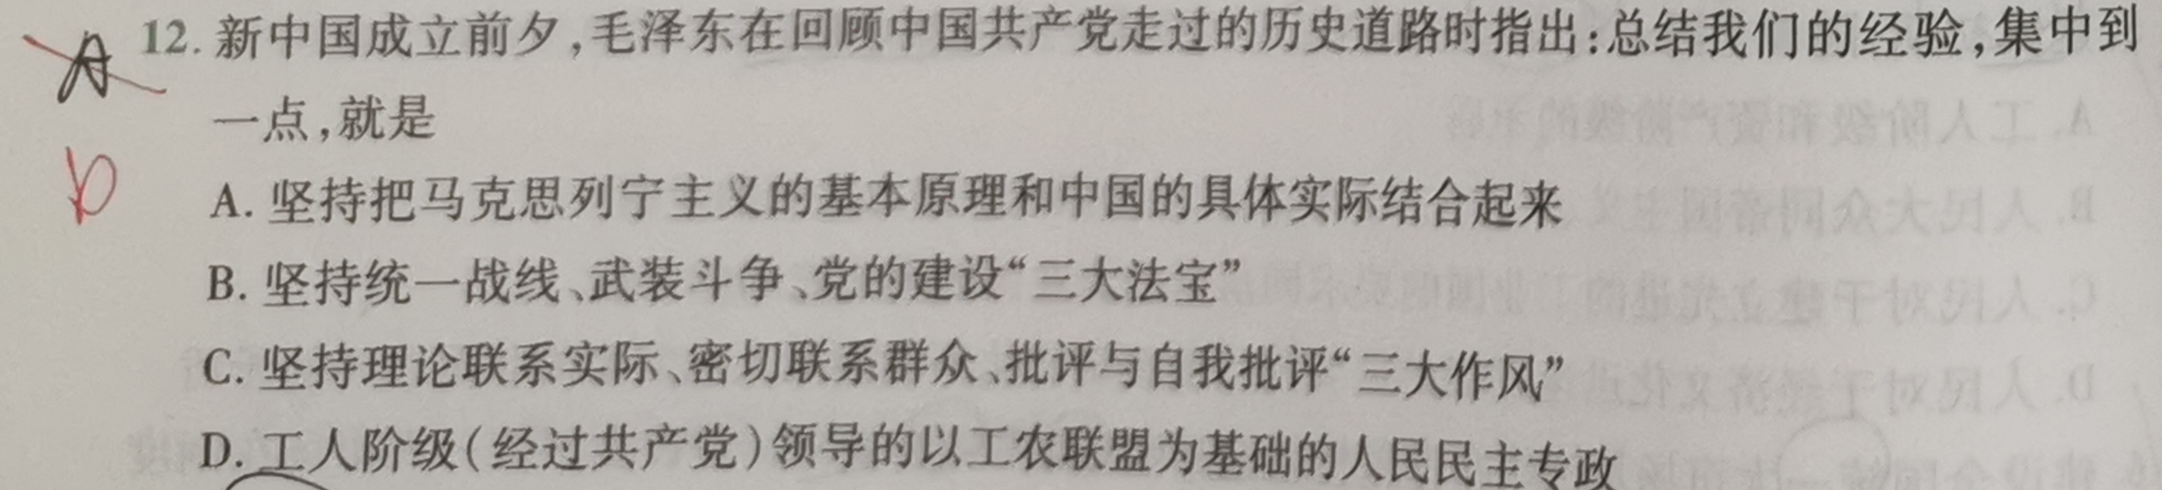 A 12. 新中国成立前夕,毛泽东在回顾中国共产党走过的历史道路时指出:总结我们的经验,集中到
一点,就是
D
A. 坚持把马克思列宁主义的基本原理和中国的具体实际结合起来
B. 坚持统一战线、武装斗争、党的建设“三大法宝”
C. 坚持理论联系实际、密切联系群众、批评与自我批评“三大作风”
D. 工人阶级(经过共产党)领导的以工农联盟为基础的人民民主专政